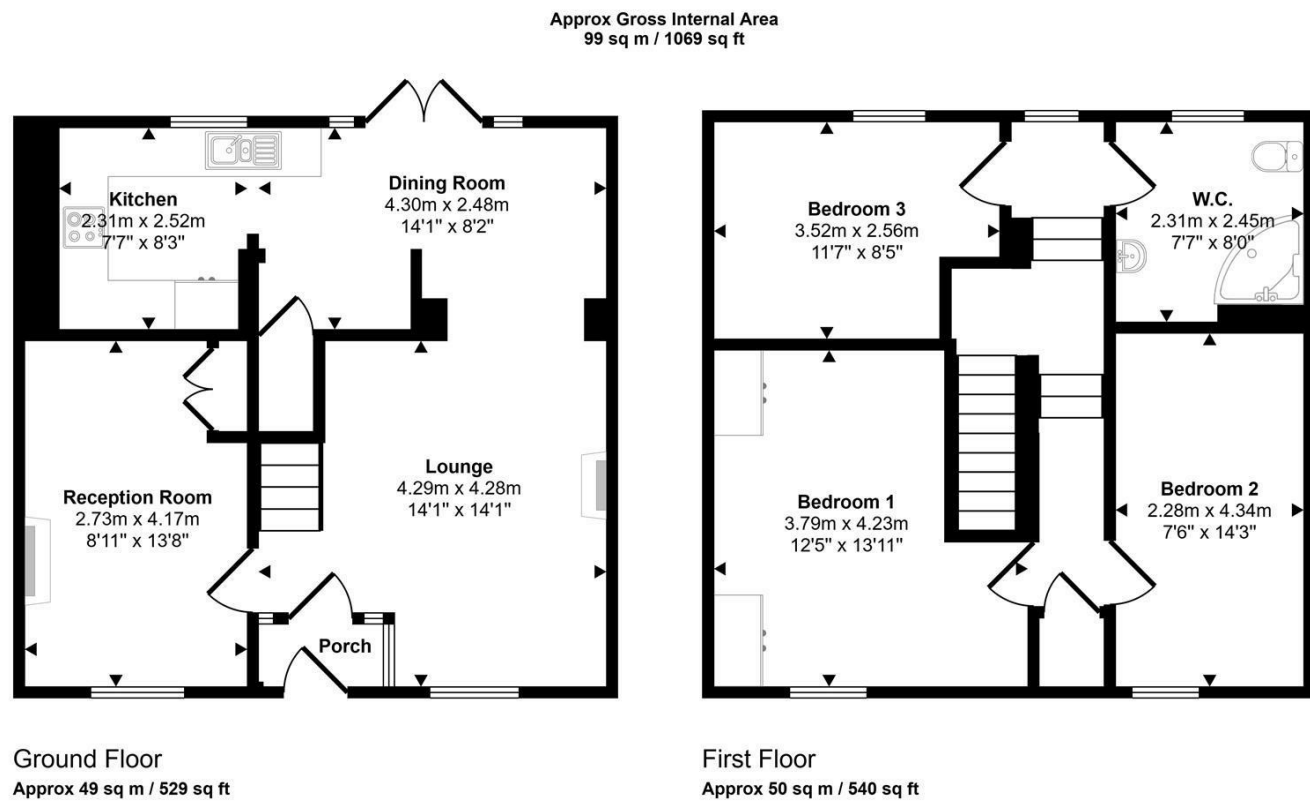 Approx Gross Internal Area
99 sq m / 1069 sq ft
Kitchen
2.31m x 2.52m
7'7" x 8'3"
Dining Room
4.30m x 2.48m
14'1" x 8'2"
Reception Room
2.73m x 4.17m
8'11" x 13'8"
Lounge
4.29m x 4.28m
14'1" x 14'1"
Porch
Ground Floor
Approx 49 sq m / 529 sq ft
Bedroom 3
3.52m x 2.56m
11'7" x 8'5"
W.C.
2.31m x 2.45m
7'7" x 8'0"
Bedroom 1
3.79m x 4.23m
12'5" x 13'11"
Bedroom 2
2.28m x 4.34m
7'6" x 14'3"
First Floor
Approx 50 sq m / 540 sq ft